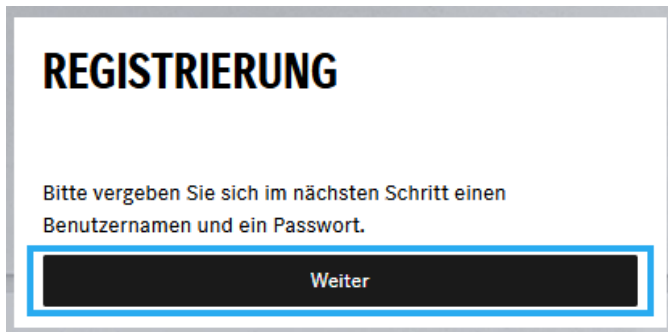 REGISTRIERUNG
Bitte vergeben Sie sich im nächsten Schritt einen
Benutzernamen und ein Passwort.
Weiter